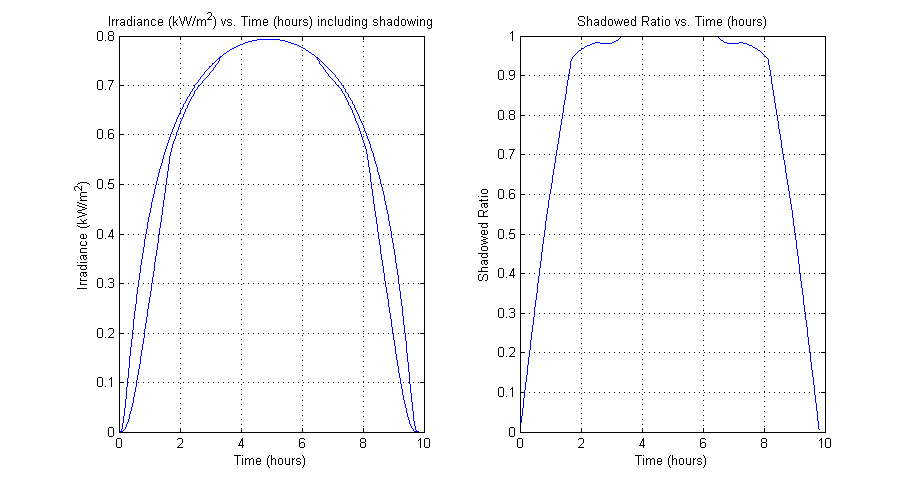 Irradiance (kW/m²) vs. Time (hours) including shadowing
0.8
0.7
0.6
0.5
0.4
0.3
0.2
0.1
0
Irradiance (kW/m²)
0 2 4 6 8 10
Time (hours)
Shadowed Ratio vs. Time (hours)
1
0.9
0.8
0.7
0.6
0.5
0.4
0.3
0.2
0.1
0
Shadowed Ratio
0 2 4 6 8 10
Time (hours)